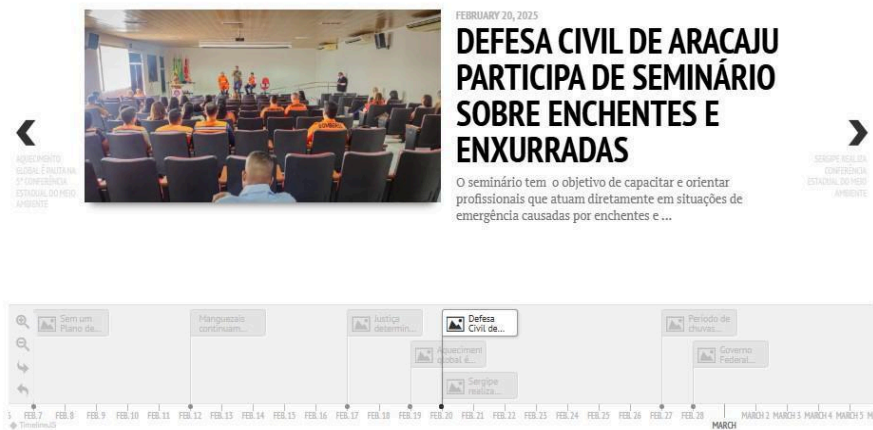 FEBRUARY 20, 2025
DEFESA CIVIL DE ARACAJU
PARTICIPA DE SEMINÁRIO
SOBRE ENCHENTES E
ENXURRADAS
O seminário tem o objetivo de capacitar e orientar
profissionais que atuam diretamente em situações de
emergência causadas por enchentes e ...
AQUECIMENTO
GLOBAL É PAUTA NA
5ª CONFERÊNCIA
ESTADUAL DO MEIO
AMBIENTE
SERGIPE REALIZA
CONFERÊNCIA
ESTADUAL DO MEIO
AMBIENTE
Sem um
Plano de...
Manguezais
continuam...
Justiça
determin...
Defesa
Civil de...
Período de
chuvas...
Aquecimen
global é...
Governo
Federal...
Sergipe
realiza...
FEB. 7 FEB. 8 FEB. 9 FEB. 10 FEB. 11 FEB. 12 FEB. 13 FEB. 14 FEB. 15 FEB. 16 FEB. 17 FEB. 18 FEB. 19 FEB. 20 FEB. 21 FEB. 22 FEB. 23 FEB. 24 FEB. 25 FEB. 26 FEB. 27 FEB. 28 MARCH MARCH 2 MARCH 3 MARCH 4 MARCH 5
TimelineJS